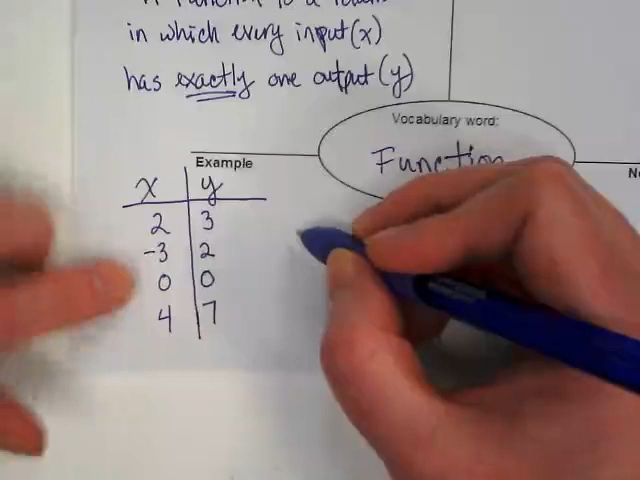 in which every input(x)
has exactly one output(y)
Vocabulary word:
Function
Example
x y
2 3
-3 2
0 0
4 7